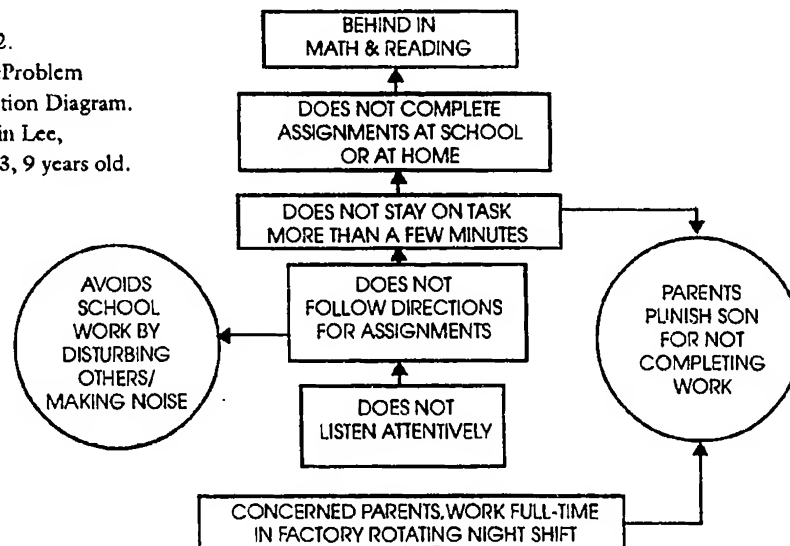 2.
Problem
tion Diagram.
in Lee,
3, 9 years old.
BEHIND IN
MATH & READING
DOES NOT COMPLETE
ASSIGNMENTS AT SCHOOL
OR AT HOME
DOES NOT STAY ON TASK
MORE THAN A FEW MINUTES
AVOIDS
SCHOOL
WORK BY
DISTURBING
OTHERS/
MAKING NOISE
DOES NOT
FOLLOW DIRECTIONS
FOR ASSIGNMENTS
PARENTS
PUNISH SON
FOR NOT
COMPLETING
WORK
DOES NOT
LISTEN ATTENTIVELY
CONCERNED PARENTS, WORK FULL-TIME
IN FACTORY ROTATING NIGHT SHIFT